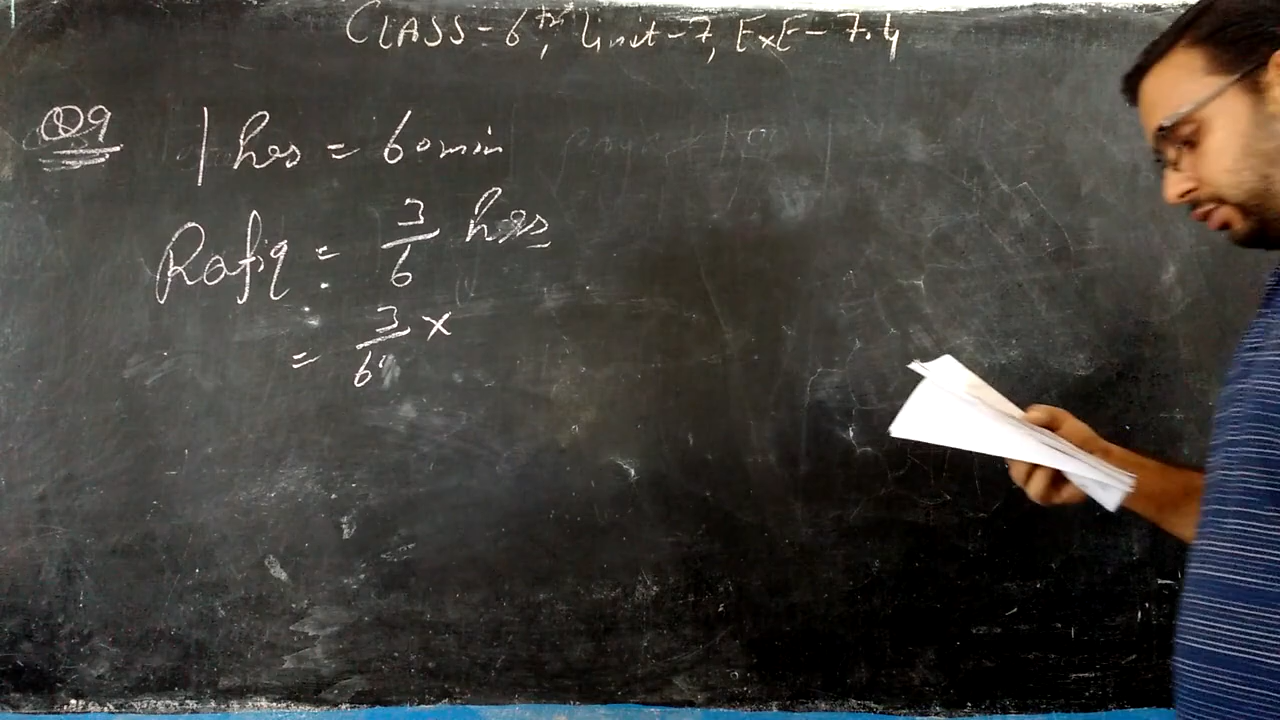 CLASS - 6th, Unit - 7, ExE - 7.4
Q9 1 hrs = 60 min
Rafiq = 3/6 hrs
= 3/6 x